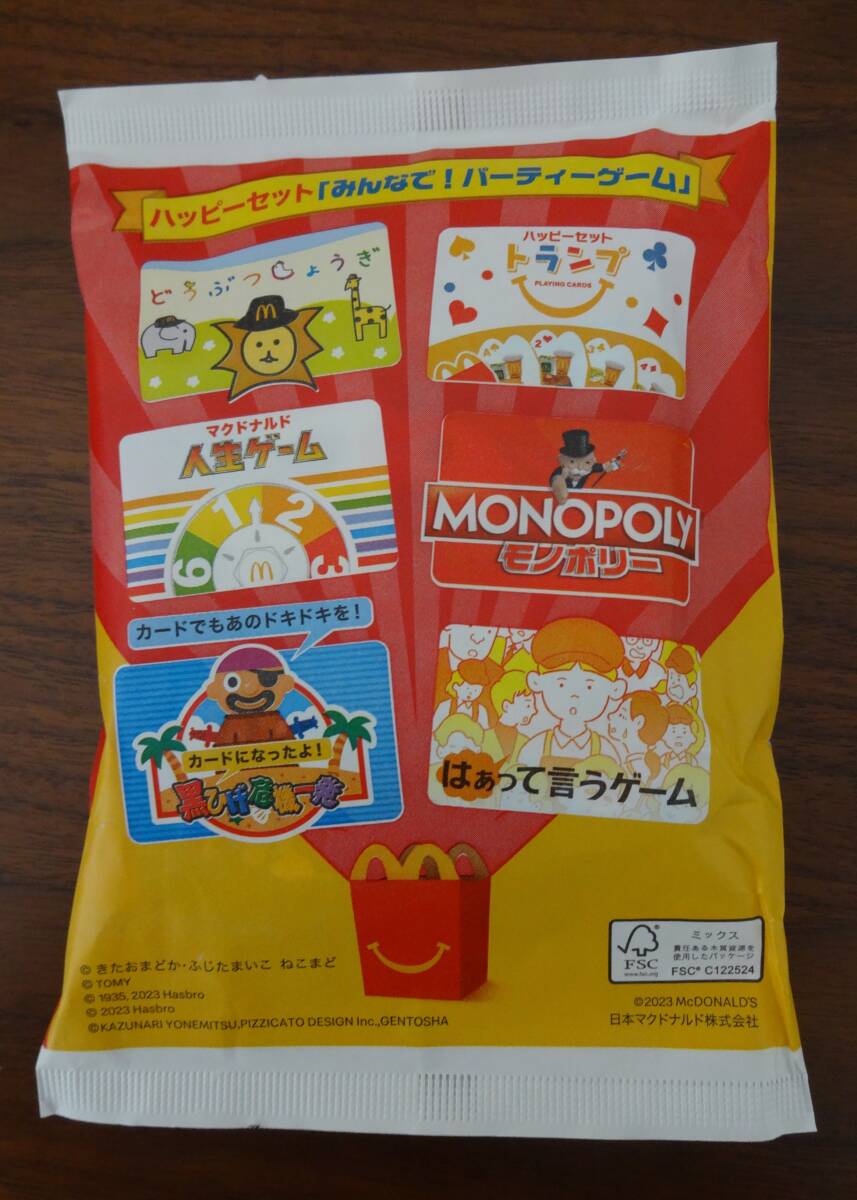 ハッピーセット「みんなで！パーティーゲーム」
どうぶつしょうぎ
ハッピーセット
トランプ
PLAYING CARDS
マクドナルド
人生ゲーム
1
2
3
6
MONOPOLY
モノポリー
カードでもあのドキドキを！
カードになったよ！
黒ひげ危機一発
はぁって言うゲーム
© きたおまどか・ふじたまいこ ねこまど
© TOMY
© 1935, 2023 Hasbro
© 2023 Hasbro
©KAZUNARI YONEMITSU,PIZZICATO DESIGN Inc.,GENTOSHA
FSC
www.fsc.org
ミックス
責任ある木質資源を
使用したパッケージ
FSC® C122524
©2023 McDONALD'S
日本マクドナルド株式会社